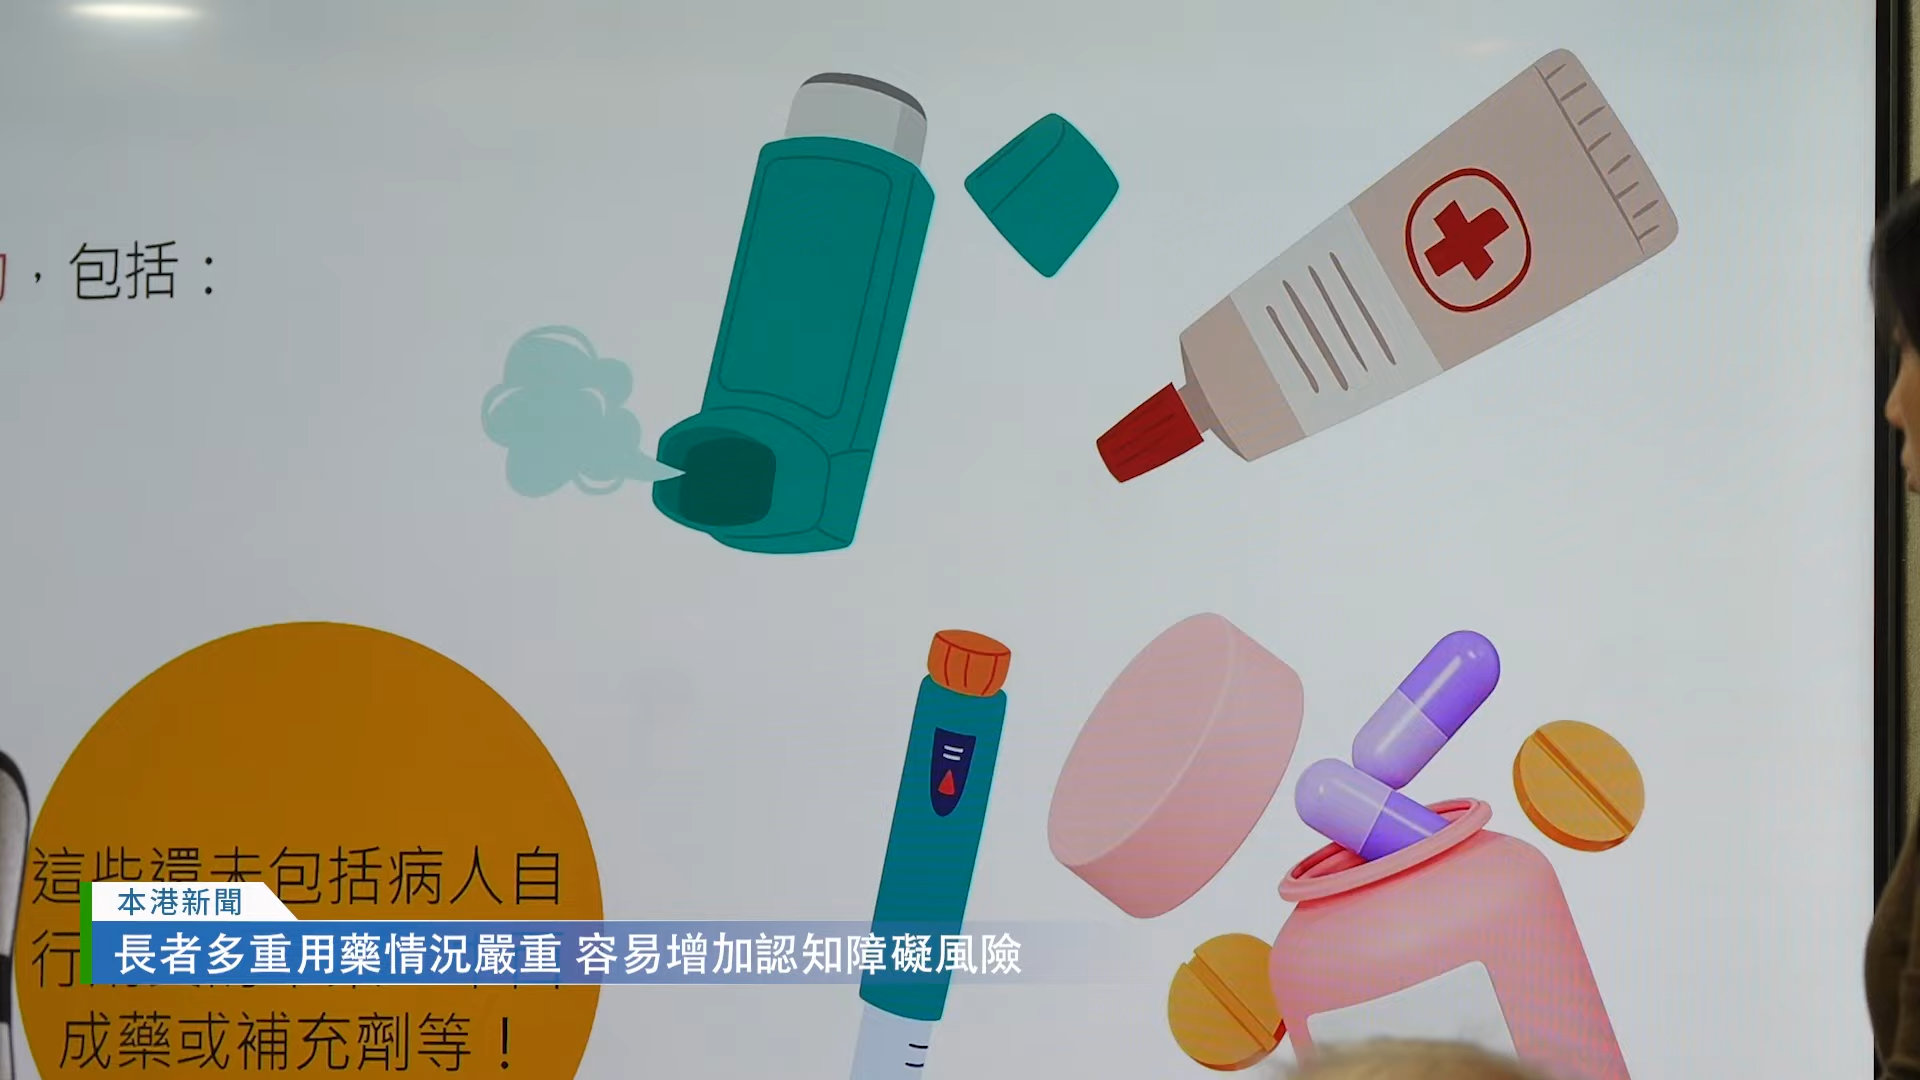 ，包括：
這些還未包括病人自
行
成藥或補充劑等！
本港新聞
長者多重用藥情況嚴重 容易增加認知障礙風險